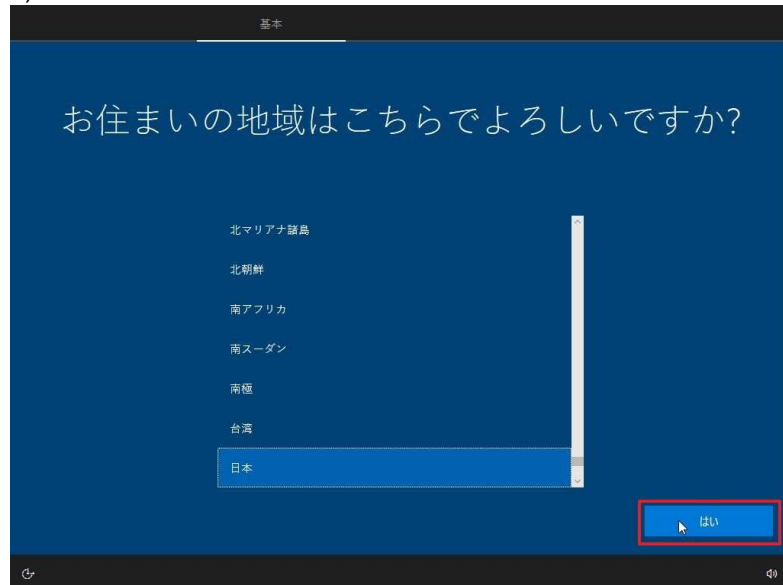 基本
お住まいの地域はこちらでよろしいですか?
北マリアナ諸島
北朝鮮
南アフリカ
南スーダン
南極
台湾
日本
はい